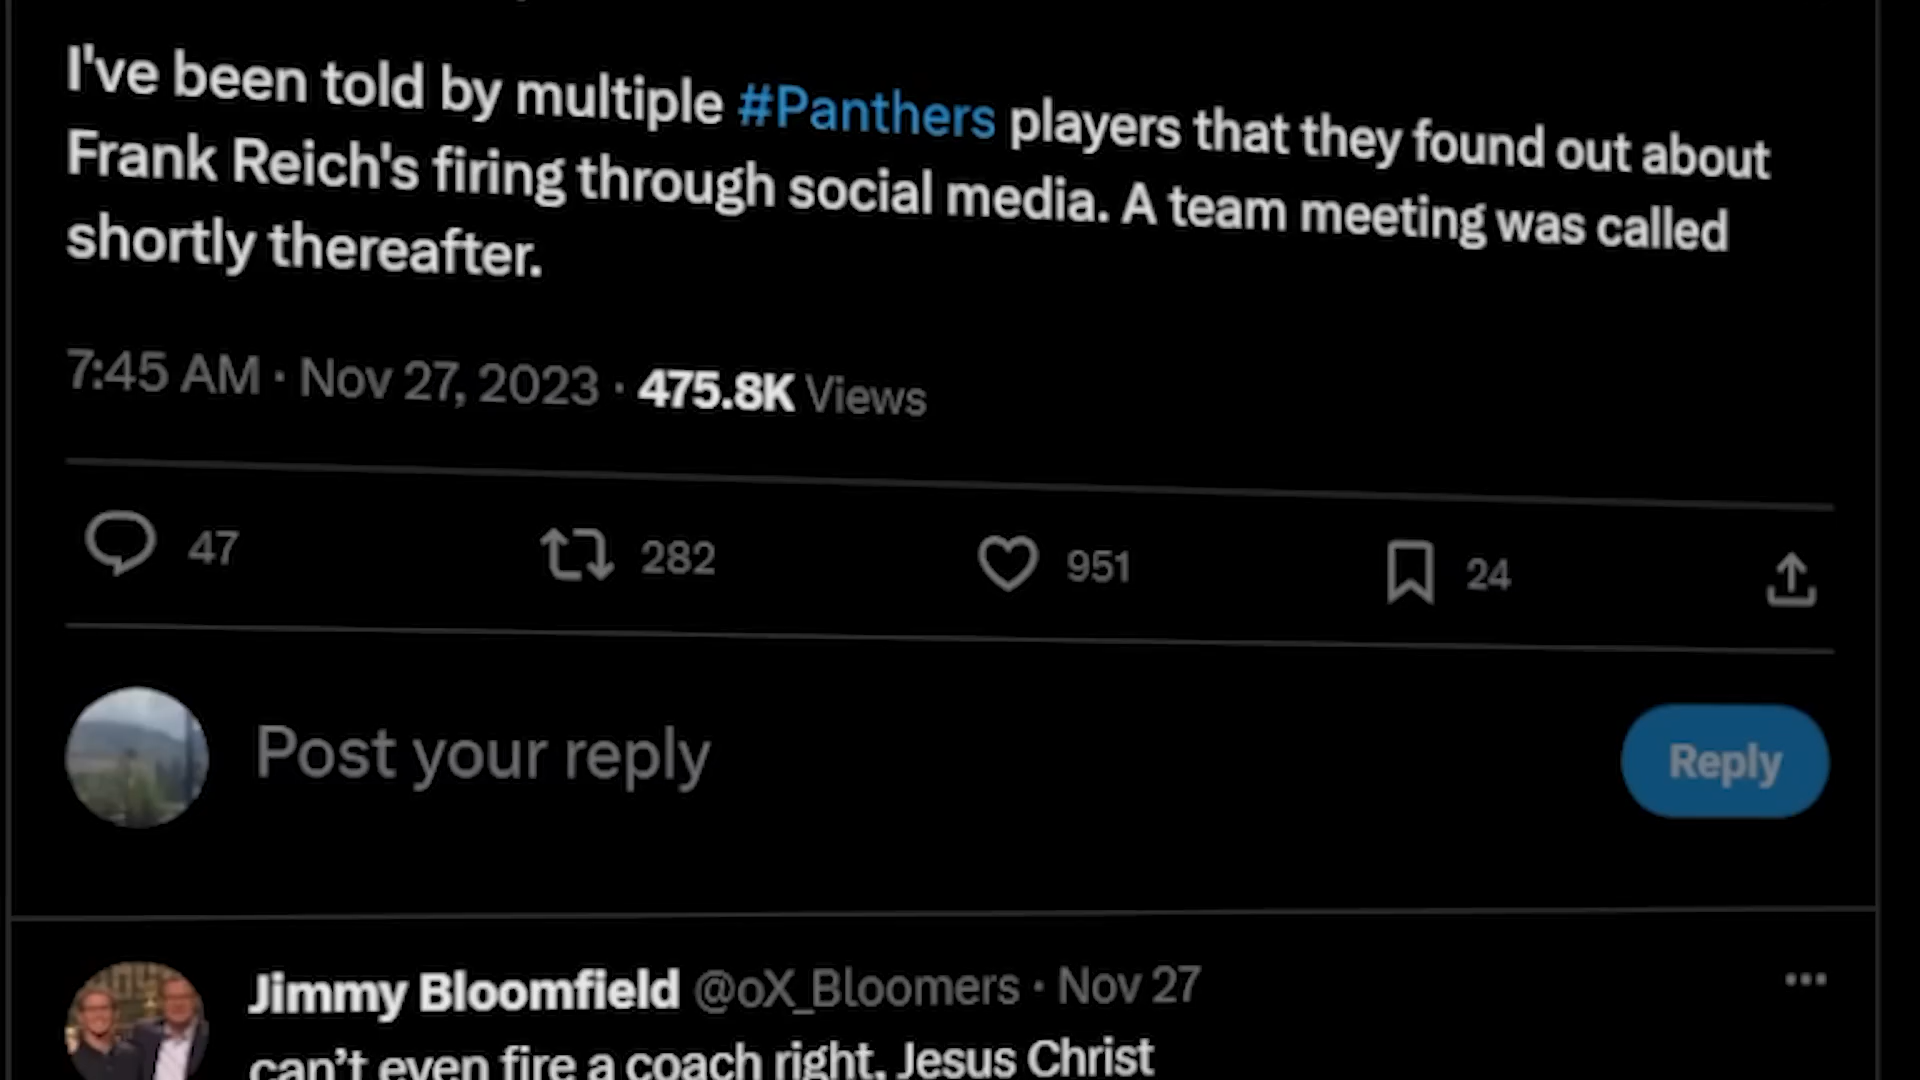 I've been told by multiple #Panthers players that they found out about
Frank Reich's firing through social media. A team meeting was called
shortly thereafter.
7:45 AM · Nov 27, 2023 · 475.8K Views
47 282 951 24
Post your reply
Reply
Jimmy Bloomfield @oX_Bloomers · Nov 27
can't even fire a coach right, Jesus Christ